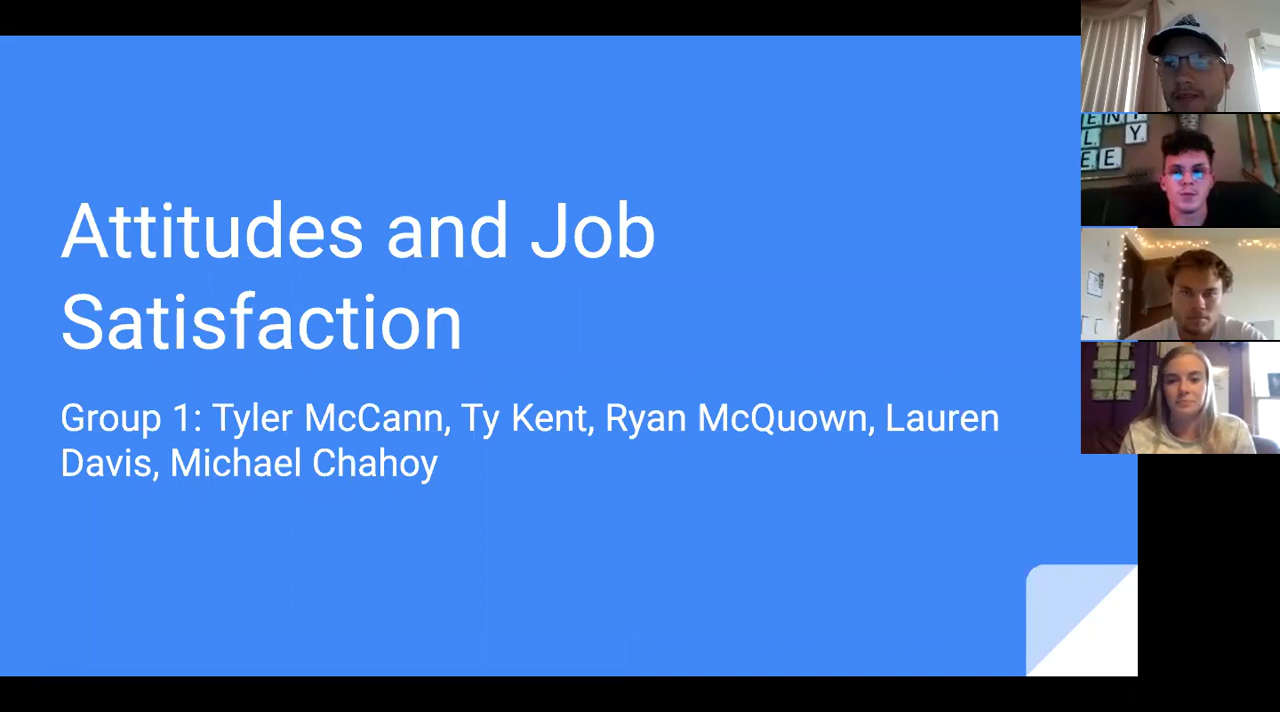 Attitudes and Job
Satisfaction
Group 1: Tyler McCann, Ty Kent, Ryan McQuown, Lauren
Davis, Michael Chahoy
E N T
L Y
E E